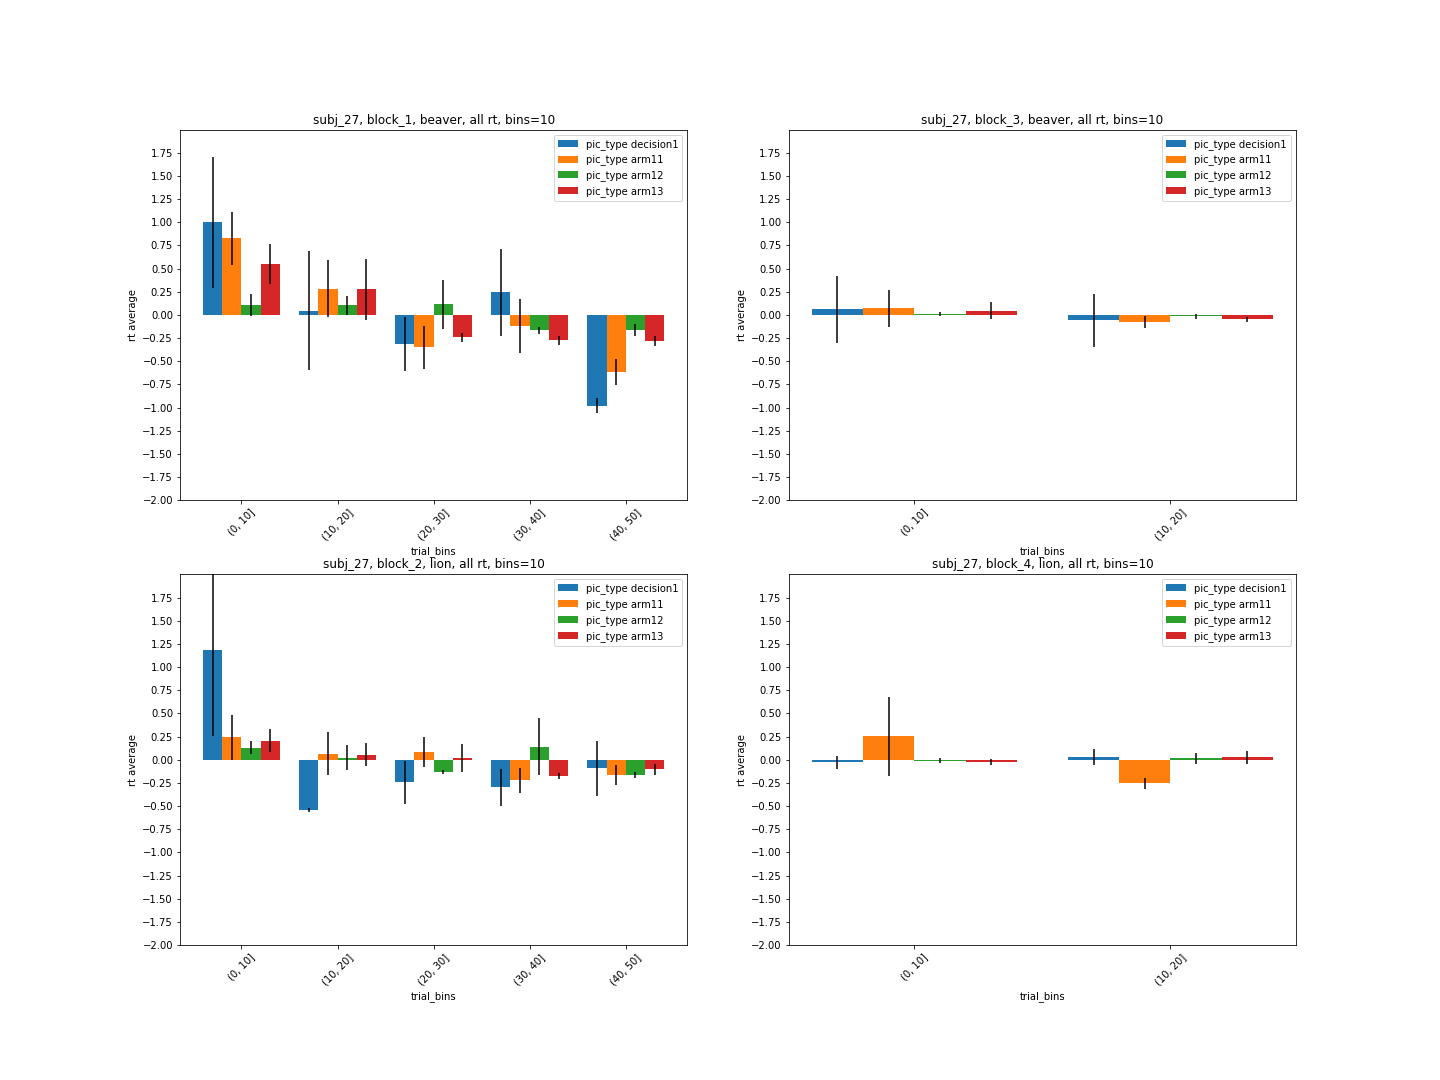 subj_27, block_1, beaver, all rt, bins=10
pic_type decision1
pic_type arm11
pic_type arm12
pic_type arm13
1.75
1.50
1.25
1.00
0.75
0.50
0.25
0.00
−0.25
−0.50
−0.75
−1.00
−1.25
−1.50
−1.75
−2.00
rt average
(0, 10]
(10, 20]
(20, 30]
(30, 40]
(40, 50]
trial_bins
subj_27, block_3, beaver, all rt, bins=10
pic_type decision1
pic_type arm11
pic_type arm12
pic_type arm13
1.75
1.50
1.25
1.00
0.75
0.50
0.25
0.00
−0.25
−0.50
−0.75
−1.00
−1.25
−1.50
−1.75
−2.00
rt average
(0, 10]
(10, 20]
trial_bins
subj_27, block_2, lion, all rt, bins=10
pic_type decision1
pic_type arm11
pic_type arm12
pic_type arm13
1.75
1.50
1.25
1.00
0.75
0.50
0.25
0.00
−0.25
−0.50
−0.75
−1.00
−1.25
−1.50
−1.75
−2.00
rt average
(0, 10]
(10, 20]
(20, 30]
(30, 40]
(40, 50]
trial_bins
subj_27, block_4, lion, all rt, bins=10
pic_type decision1
pic_type arm11
pic_type arm12
pic_type arm13
1.75
1.50
1.25
1.00
0.75
0.50
0.25
0.00
−0.25
−0.50
−0.75
−1.00
−1.25
−1.50
−1.75
−2.00
rt average
(0, 10]
(10, 20]
trial_bins